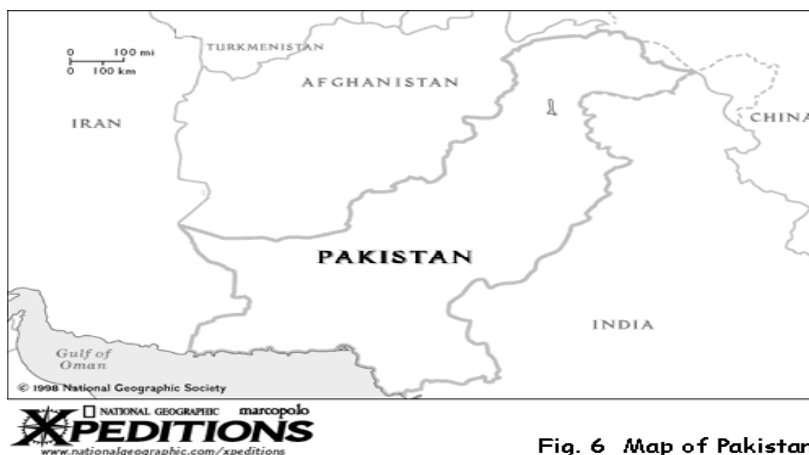 0 100 mi
0 100 km
TURKMENISTAN
AFGHANISTAN
IRAN
CHINA
PAKISTAN
INDIA
Gulf of
Oman
© 1998 National Geographic Society
NATIONAL GEOGRAPHIC marcopolo
XPEDITIONS
www.nationalgeographic.com/xpeditions
Fig. 6 Map of Pakistan